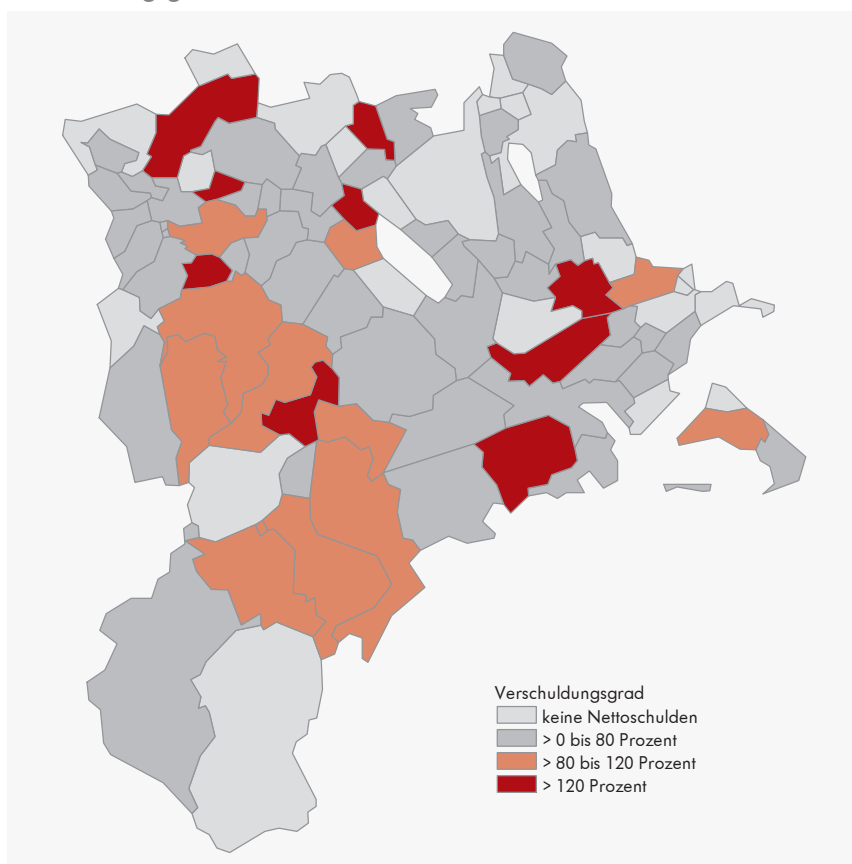 Verschuldungsgrad
keine Nettoschulden
> 0 bis 80 Prozent
> 80 bis 120 Prozent
> 120 Prozent